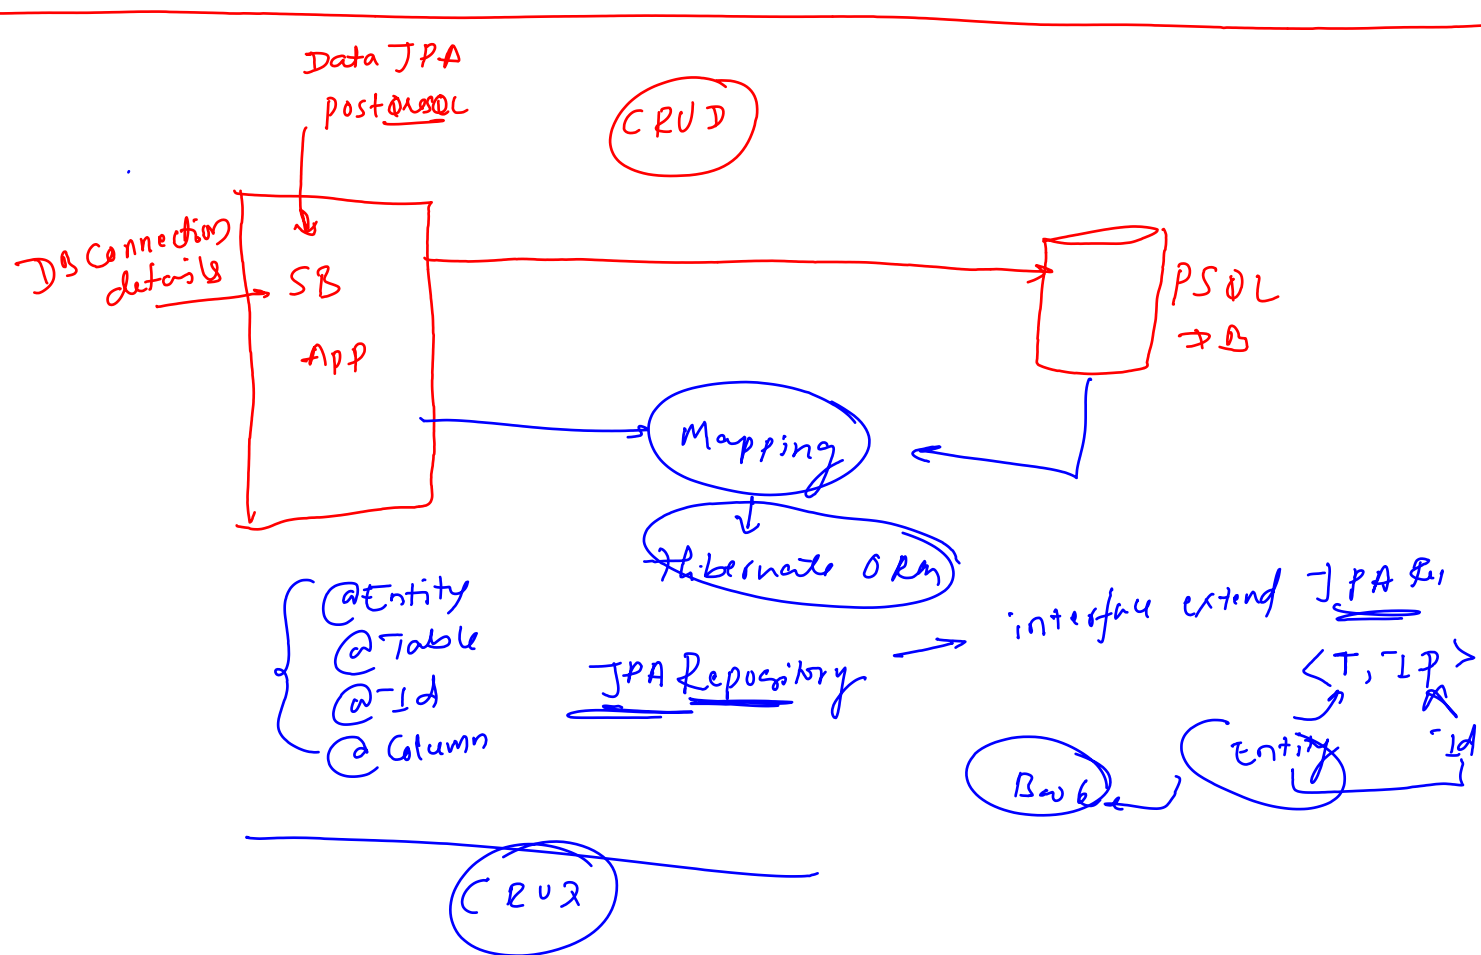 Data JPA
PostgreSQL
CRUD
DB Connection
details
SB
App
PSQL
DB
Mapping
Hibernate ORM
@Entity
@Table
@Id
@Column
JPA Repository
interface extend JPA R
<T, ID>
Entity
Id
Book
CRUD